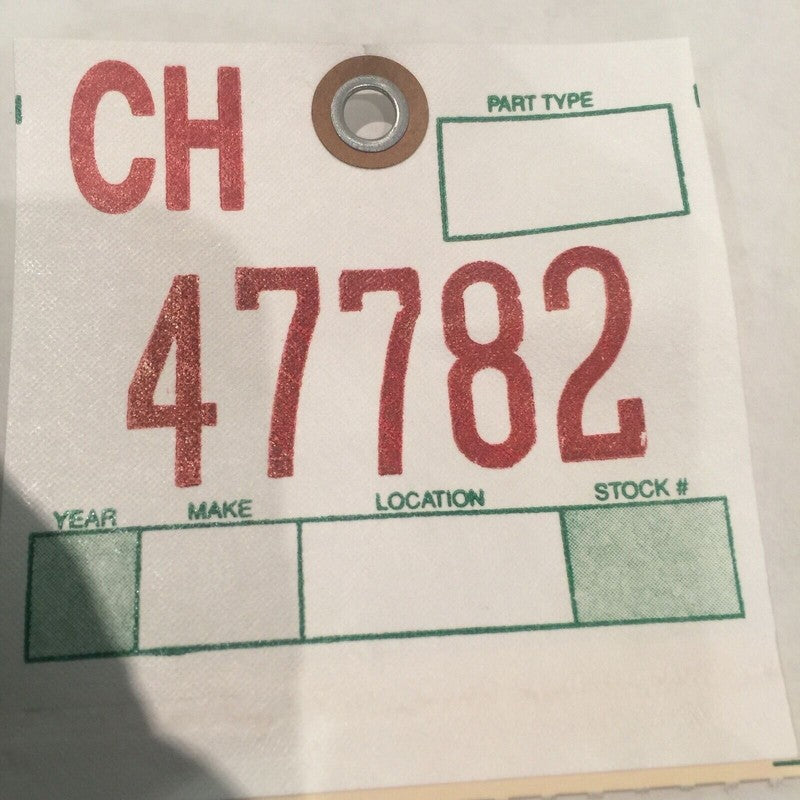 CH
PART TYPE
47782
YEAR MAKE LOCATION STOCK #